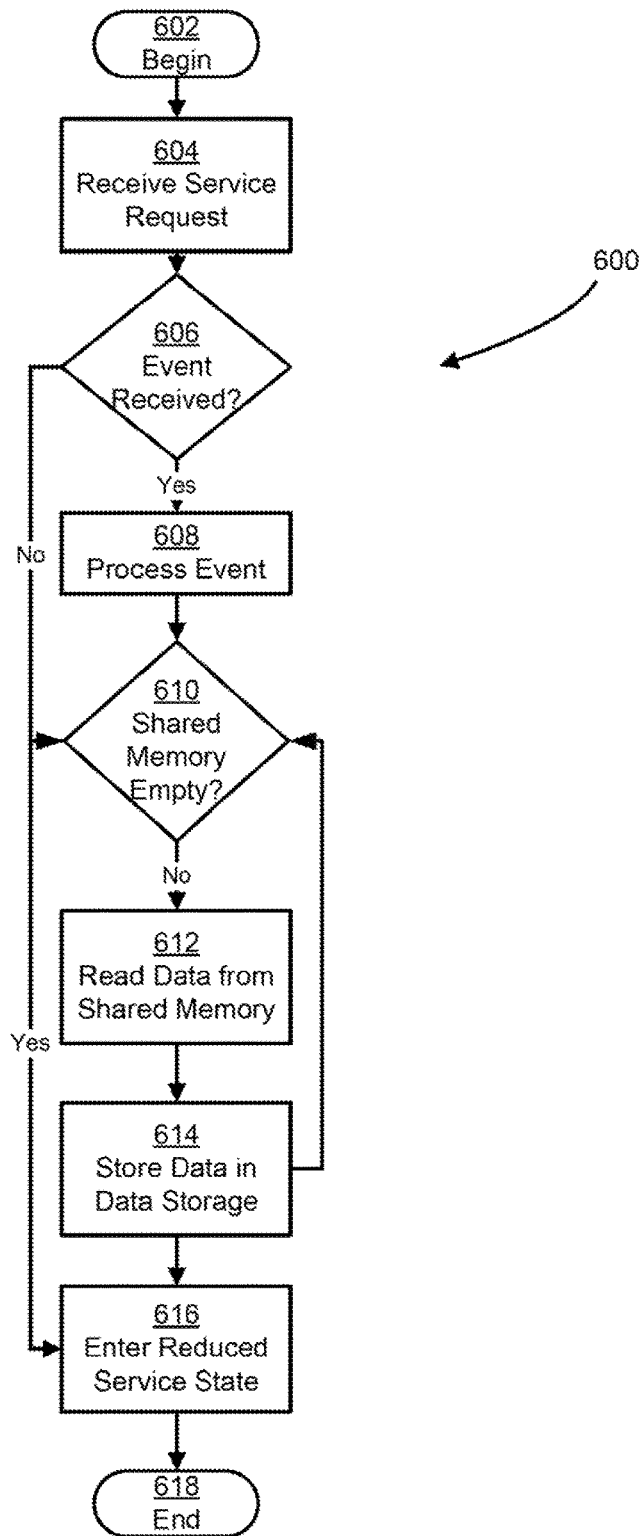 602
Begin
604
Receive Service
Request
600
606
Event
Received?
Yes
No
608
Process Event
610
Shared
Memory
Empty?
No
612
Read Data from
Shared Memory
Yes
614
Store Data in
Data Storage
616
Enter Reduced
Service State
618
End